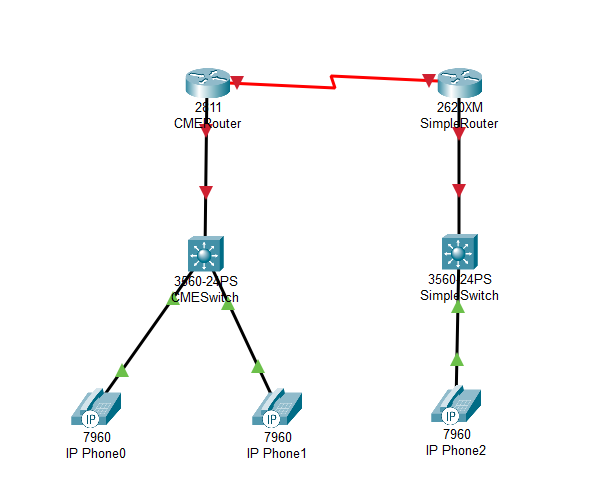 2811
CMERouter
2620XM
SimpleRouter
3560-24PS
CMESwitch
3560-24PS
SimpleSwitch
IP
7960
IP Phone0
IP
7960
IP Phone1
IP
7960
IP Phone2